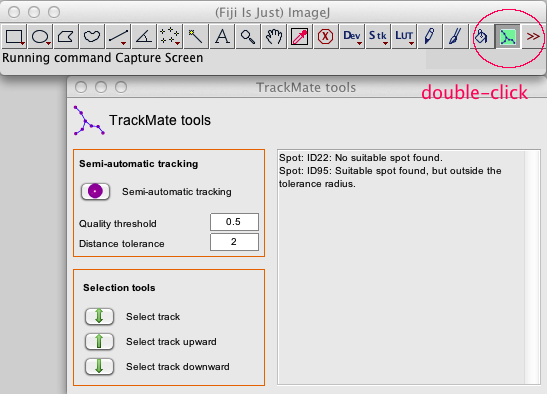 (Fiji Is Just) ImageJ
Dev Stk LUT >>
Running command Capture Screen
double-click
TrackMate tools
TrackMate tools
Semi-automatic tracking
Semi-automatic tracking
Quality threshold 0.5
Distance tolerance 2
Selection tools
Select track
Select track upward
Select track downward
Spot: ID22: No suitable spot found.
Spot: ID95: Suitable spot found, but outside the
tolerance radius.